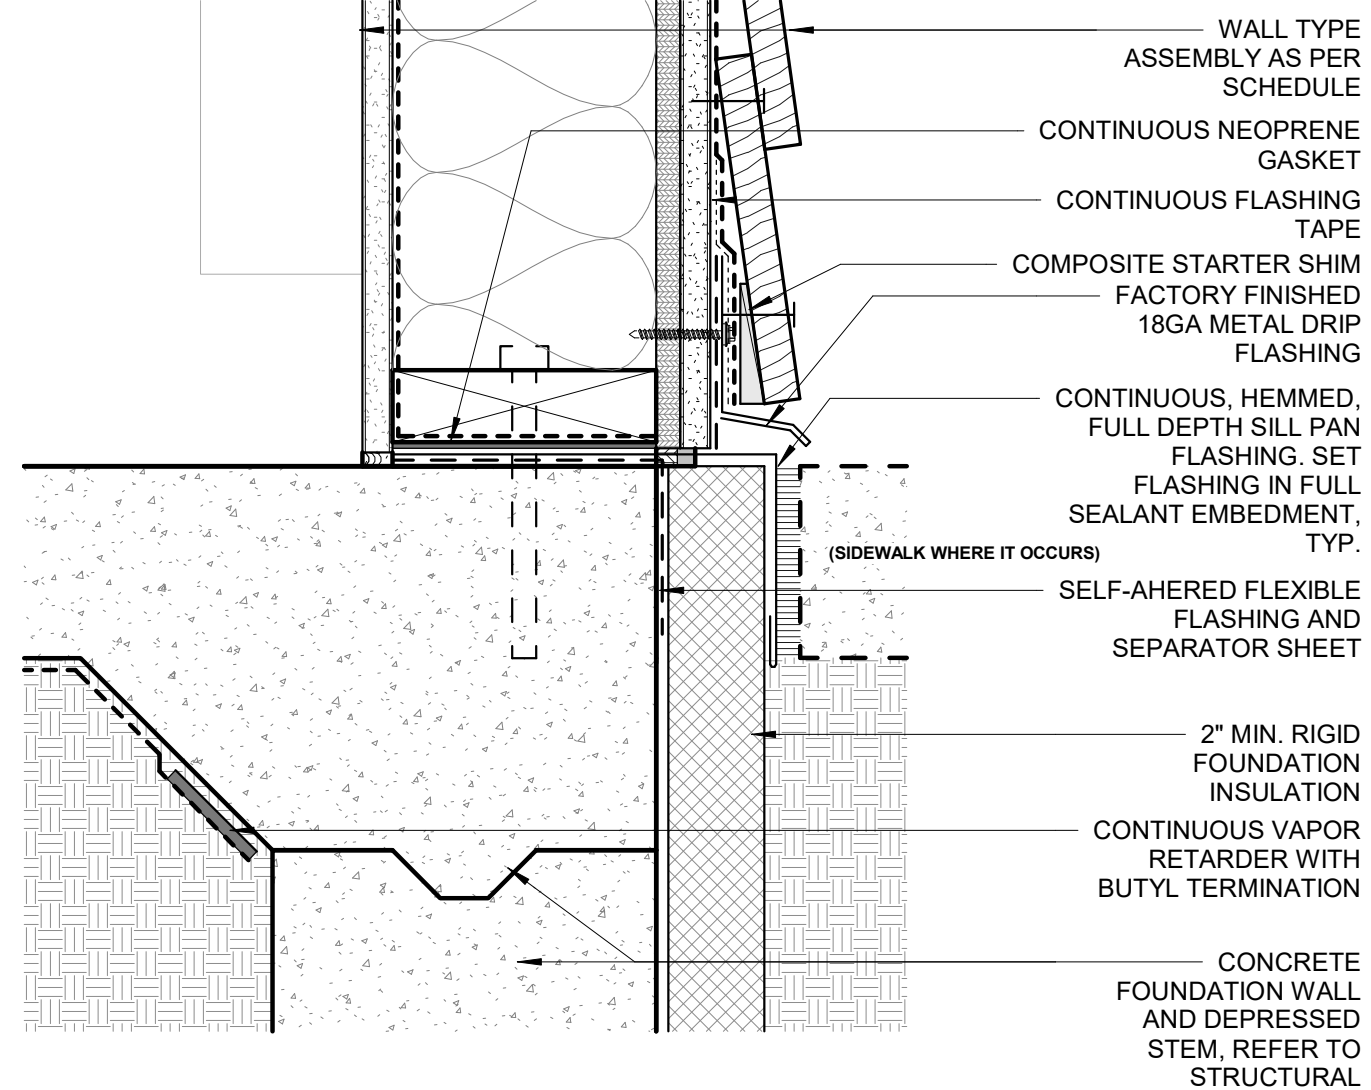 WALL TYPE
ASSEMBLY AS PER
SCHEDULE
CONTINUOUS NEOPRENE
GASKET
CONTINUOUS FLASHING
TAPE
COMPOSITE STARTER SHIM
FACTORY FINISHED
18GA METAL DRIP
FLASHING
CONTINUOUS, HEMMED,
FULL DEPTH SILL PAN
FLASHING. SET
FLASHING IN FULL
SEALANT EMBEDMENT,
TYP.
(SIDEWALK WHERE IT OCCURS)
SELF-AHERED FLEXIBLE
FLASHING AND
SEPARATOR SHEET
2" MIN. RIGID
FOUNDATION
INSULATION
CONTINUOUS VAPOR
RETARDER WITH
BUTYL TERMINATION
CONCRETE
FOUNDATION WALL
AND DEPRESSED
STEM, REFER TO
STRUCTURAL